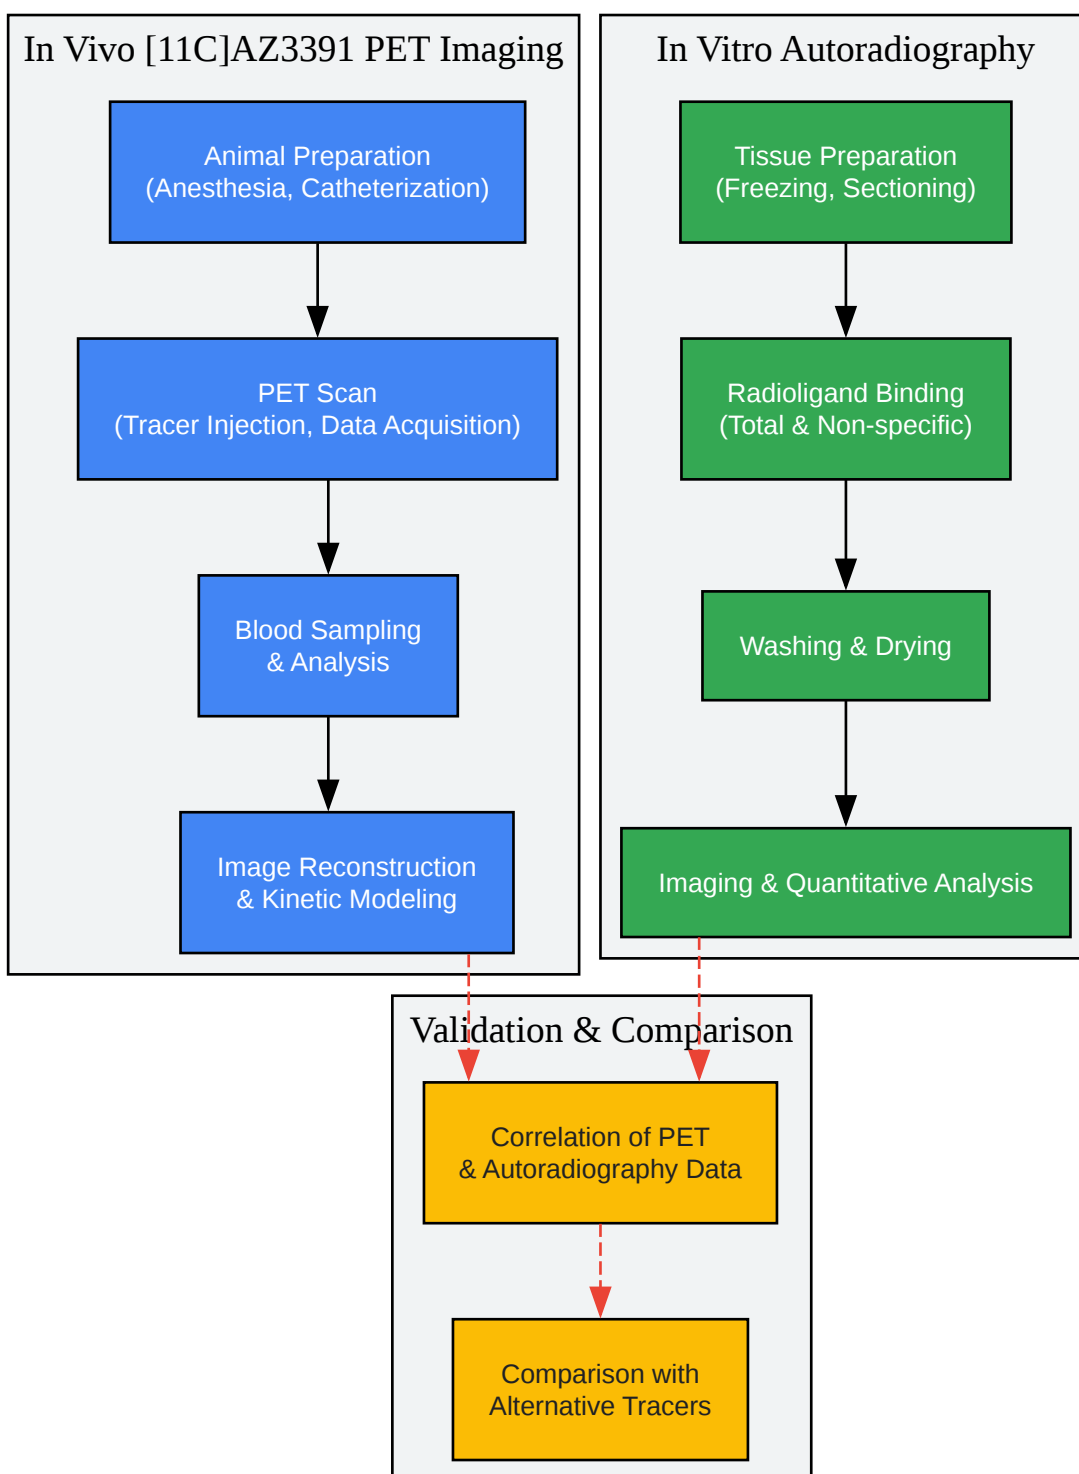 In Vivo [11C]AZ3391 PET Imaging
Animal Preparation
(Anesthesia, Catheterization)
PET Scan
(Tracer Injection, Data Acquisition)
Blood Sampling
& Analysis
Image Reconstruction
& Kinetic Modeling
In Vitro Autoradiography
Tissue Preparation
(Freezing, Sectioning)
Radioligand Binding
(Total & Non-specific)
Washing & Drying
Imaging & Quantitative Analysis
Validation & Comparison
Correlation of PET
& Autoradiography Data
Comparison with
Alternative Tracers